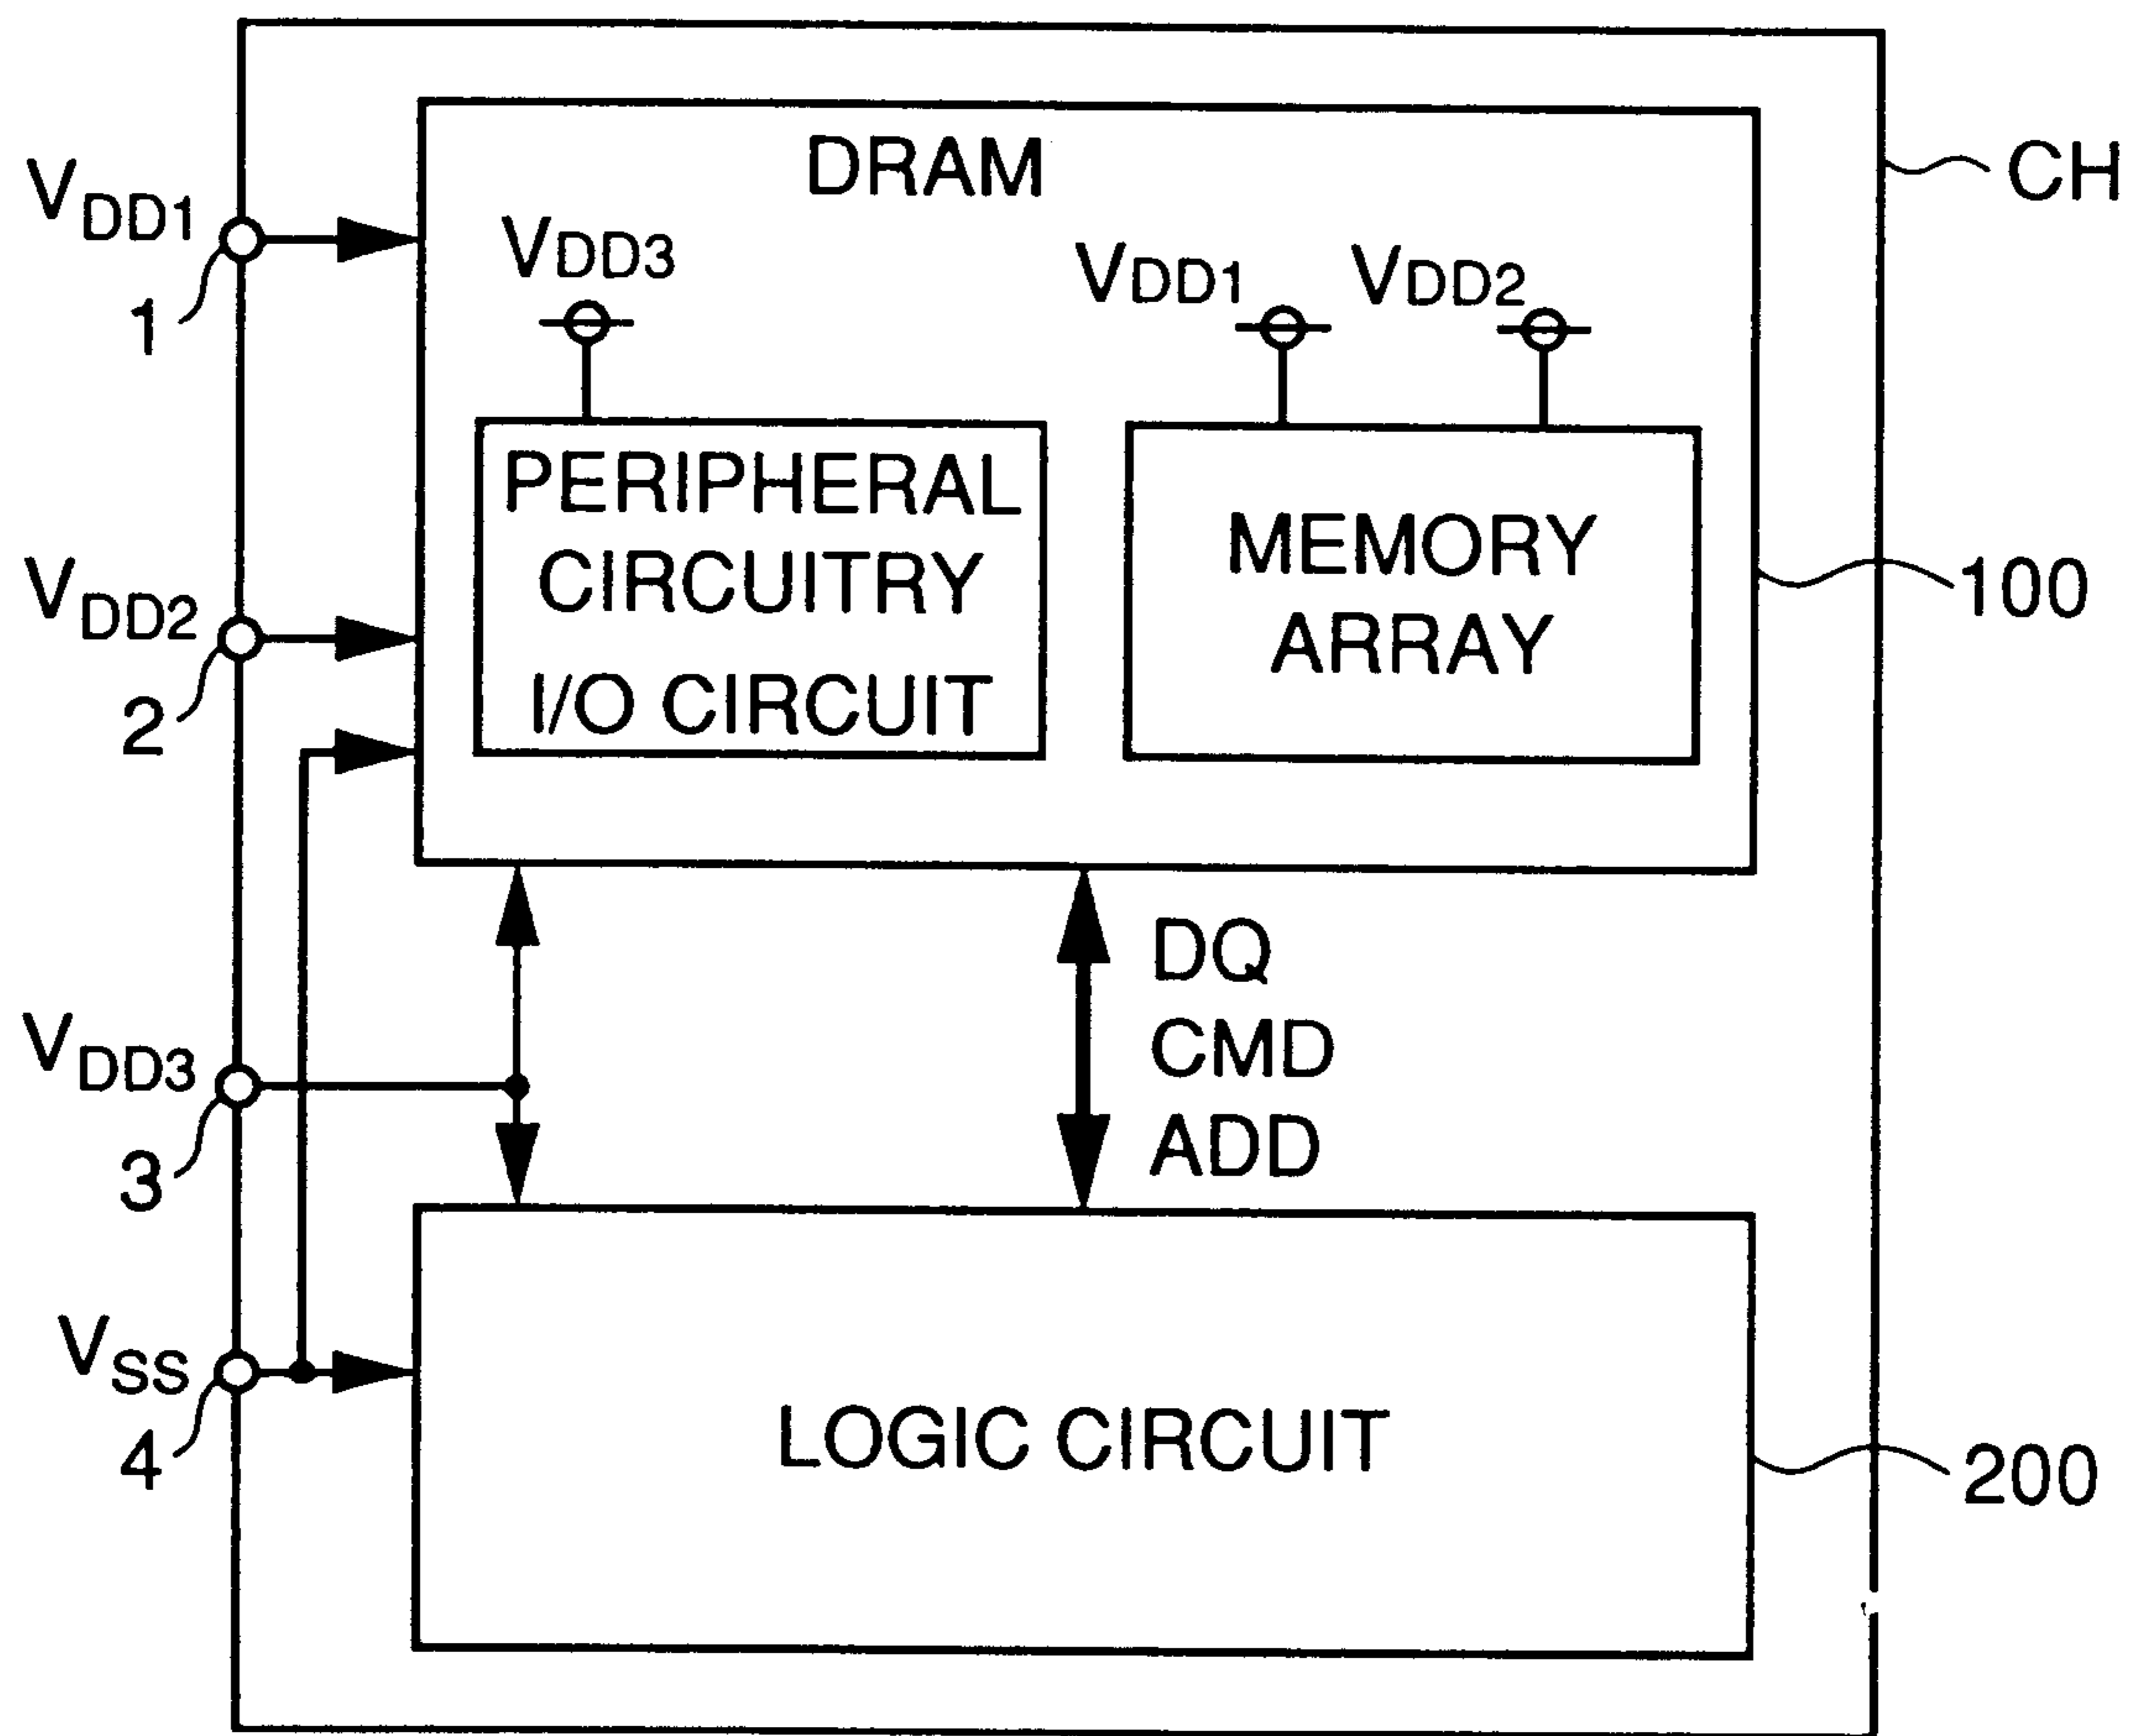 DRAM
CH
VDD1
1
VDD3
VDD1
VDD2
PERIPHERAL
CIRCUITRY
I/O CIRCUIT
MEMORY
ARRAY
100
VDD2
2
DQ
CMD
ADD
VDD3
3
VSS
4
LOGIC CIRCUIT
200